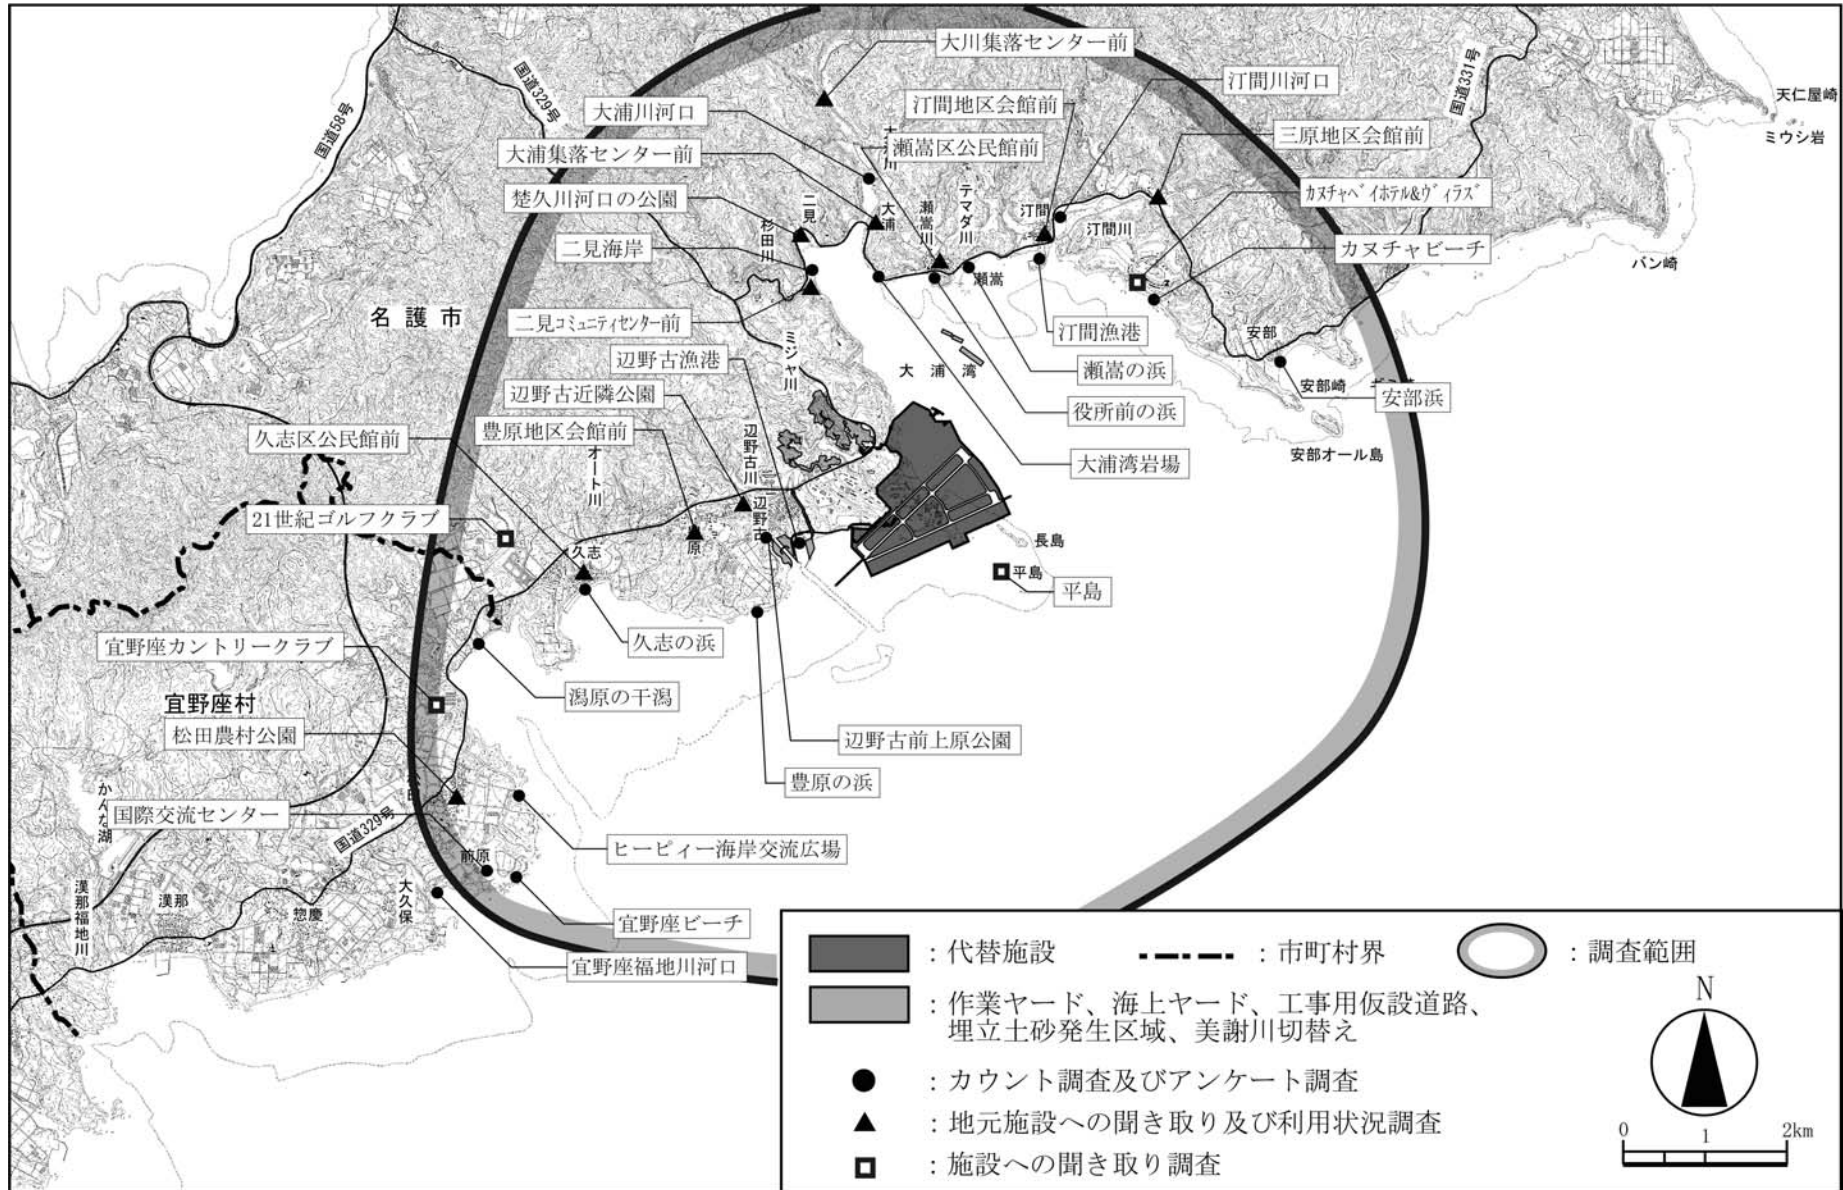 大川集落センター前
国道58号
国道329号
大浦川河口
汀間地区会館前
汀間川河口
国道331号
天仁屋崎
ミウシ岩
大浦集落センター前
瀬嵩区公民館前
三原地区会館前
楚久川河口の公園
二見
杉田川
大浦
瀬嵩川
テマダ川
汀間
汀間川
カヌチャベイホテル&ヴィラズ
二見海岸
カヌチャビーチ
バン崎
瀬嵩
名護市
二見コミュニティセンター前
汀間漁港
安部
辺野古漁港
ミジャ川
大浦湾
瀬嵩の浜
安部崎
安部浜
辺野古近隣公園
役所前の浜
久志区公民館前
豊原地区会館前
オート川
辺野古川
大浦湾岩場
安部オール島
21世紀ゴルフクラブ
辺野古
原
久志
長島
平島
平島
宜野座カントリークラブ
久志の浜
潟原の干潟
宜野座村
松田農村公園
辺野古前上原公園
豊原の浜
かんな湖
国際交流センター
国道329号
ヒーピィー海岸交流広場
前原
漢那福地川
漢那
惣慶
大久保
宜野座ビーチ
宜野座福地川河口
：代替施設
：市町村界
：調査範囲
：作業ヤード、海上ヤード、工事用仮設道路、
埋立土砂発生区域、美謝川切替え
：カウント調査及びアンケート調査
：地元施設への聞き取り及び利用状況調査
：施設への聞き取り調査
N
0 1 2km